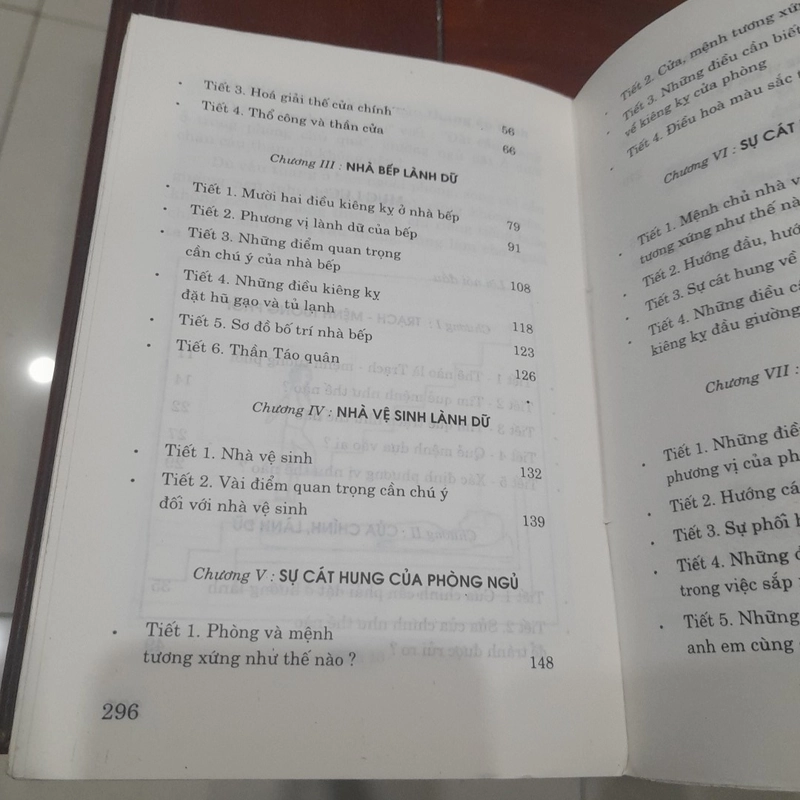 Tiết 3. Hoá giải thế cửa chính
56
Tiết 4. Thổ công và thần cửa
66
Chương III : NHÀ BẾP LÀNH DỮ
Tiết 1. Mười hai điều kiêng kỵ ở nhà bếp 79
Tiết 2. Phương vị lành dữ của bếp 91
Tiết 3. Những điểm quan trọng
cần chú ý của nhà bếp 108
Tiết 4. Những điều kiêng kỵ
đặt hũ gạo và tủ lạnh 118
Tiết 5. Sơ đồ bố trí nhà bếp 123
Tiết 6. Thần Táo quân 126
Chương IV : NHÀ VỆ SINH LÀNH DỮ
Tiết 1. Nhà vệ sinh 132
Tiết 2. Vài điểm quan trọng cần chú ý
đối với nhà vệ sinh 139
Chương V : SỰ CÁT HUNG CỦA PHÒNG NGỦ
Tiết 1. Phòng và mệnh
tương xứng như thế nào ? 148
296
Tiết 2. Cửa, mệnh tương xứng
Tiết 3. Những điều cần biết
về kiêng kỵ cửa phòng
Tiết 4. Điều hoà màu sắc
Chương VI : SỰ CÁT
Tiết 1. Mệnh chủ nhà
tương xứng như thế
Tiết 2. Hướng đầu,
Tiết 3. Sự cát hung về
Tiết 4. Những điều
kiêng kỵ đầu giường
Chương VII :
Tiết 1. Những
phương vị của
Tiết 2. Hướng
Tiết 3. Sự phối
Tiết 4. Những
trong việc sắp
Tiết 5. Những
anh em cùng